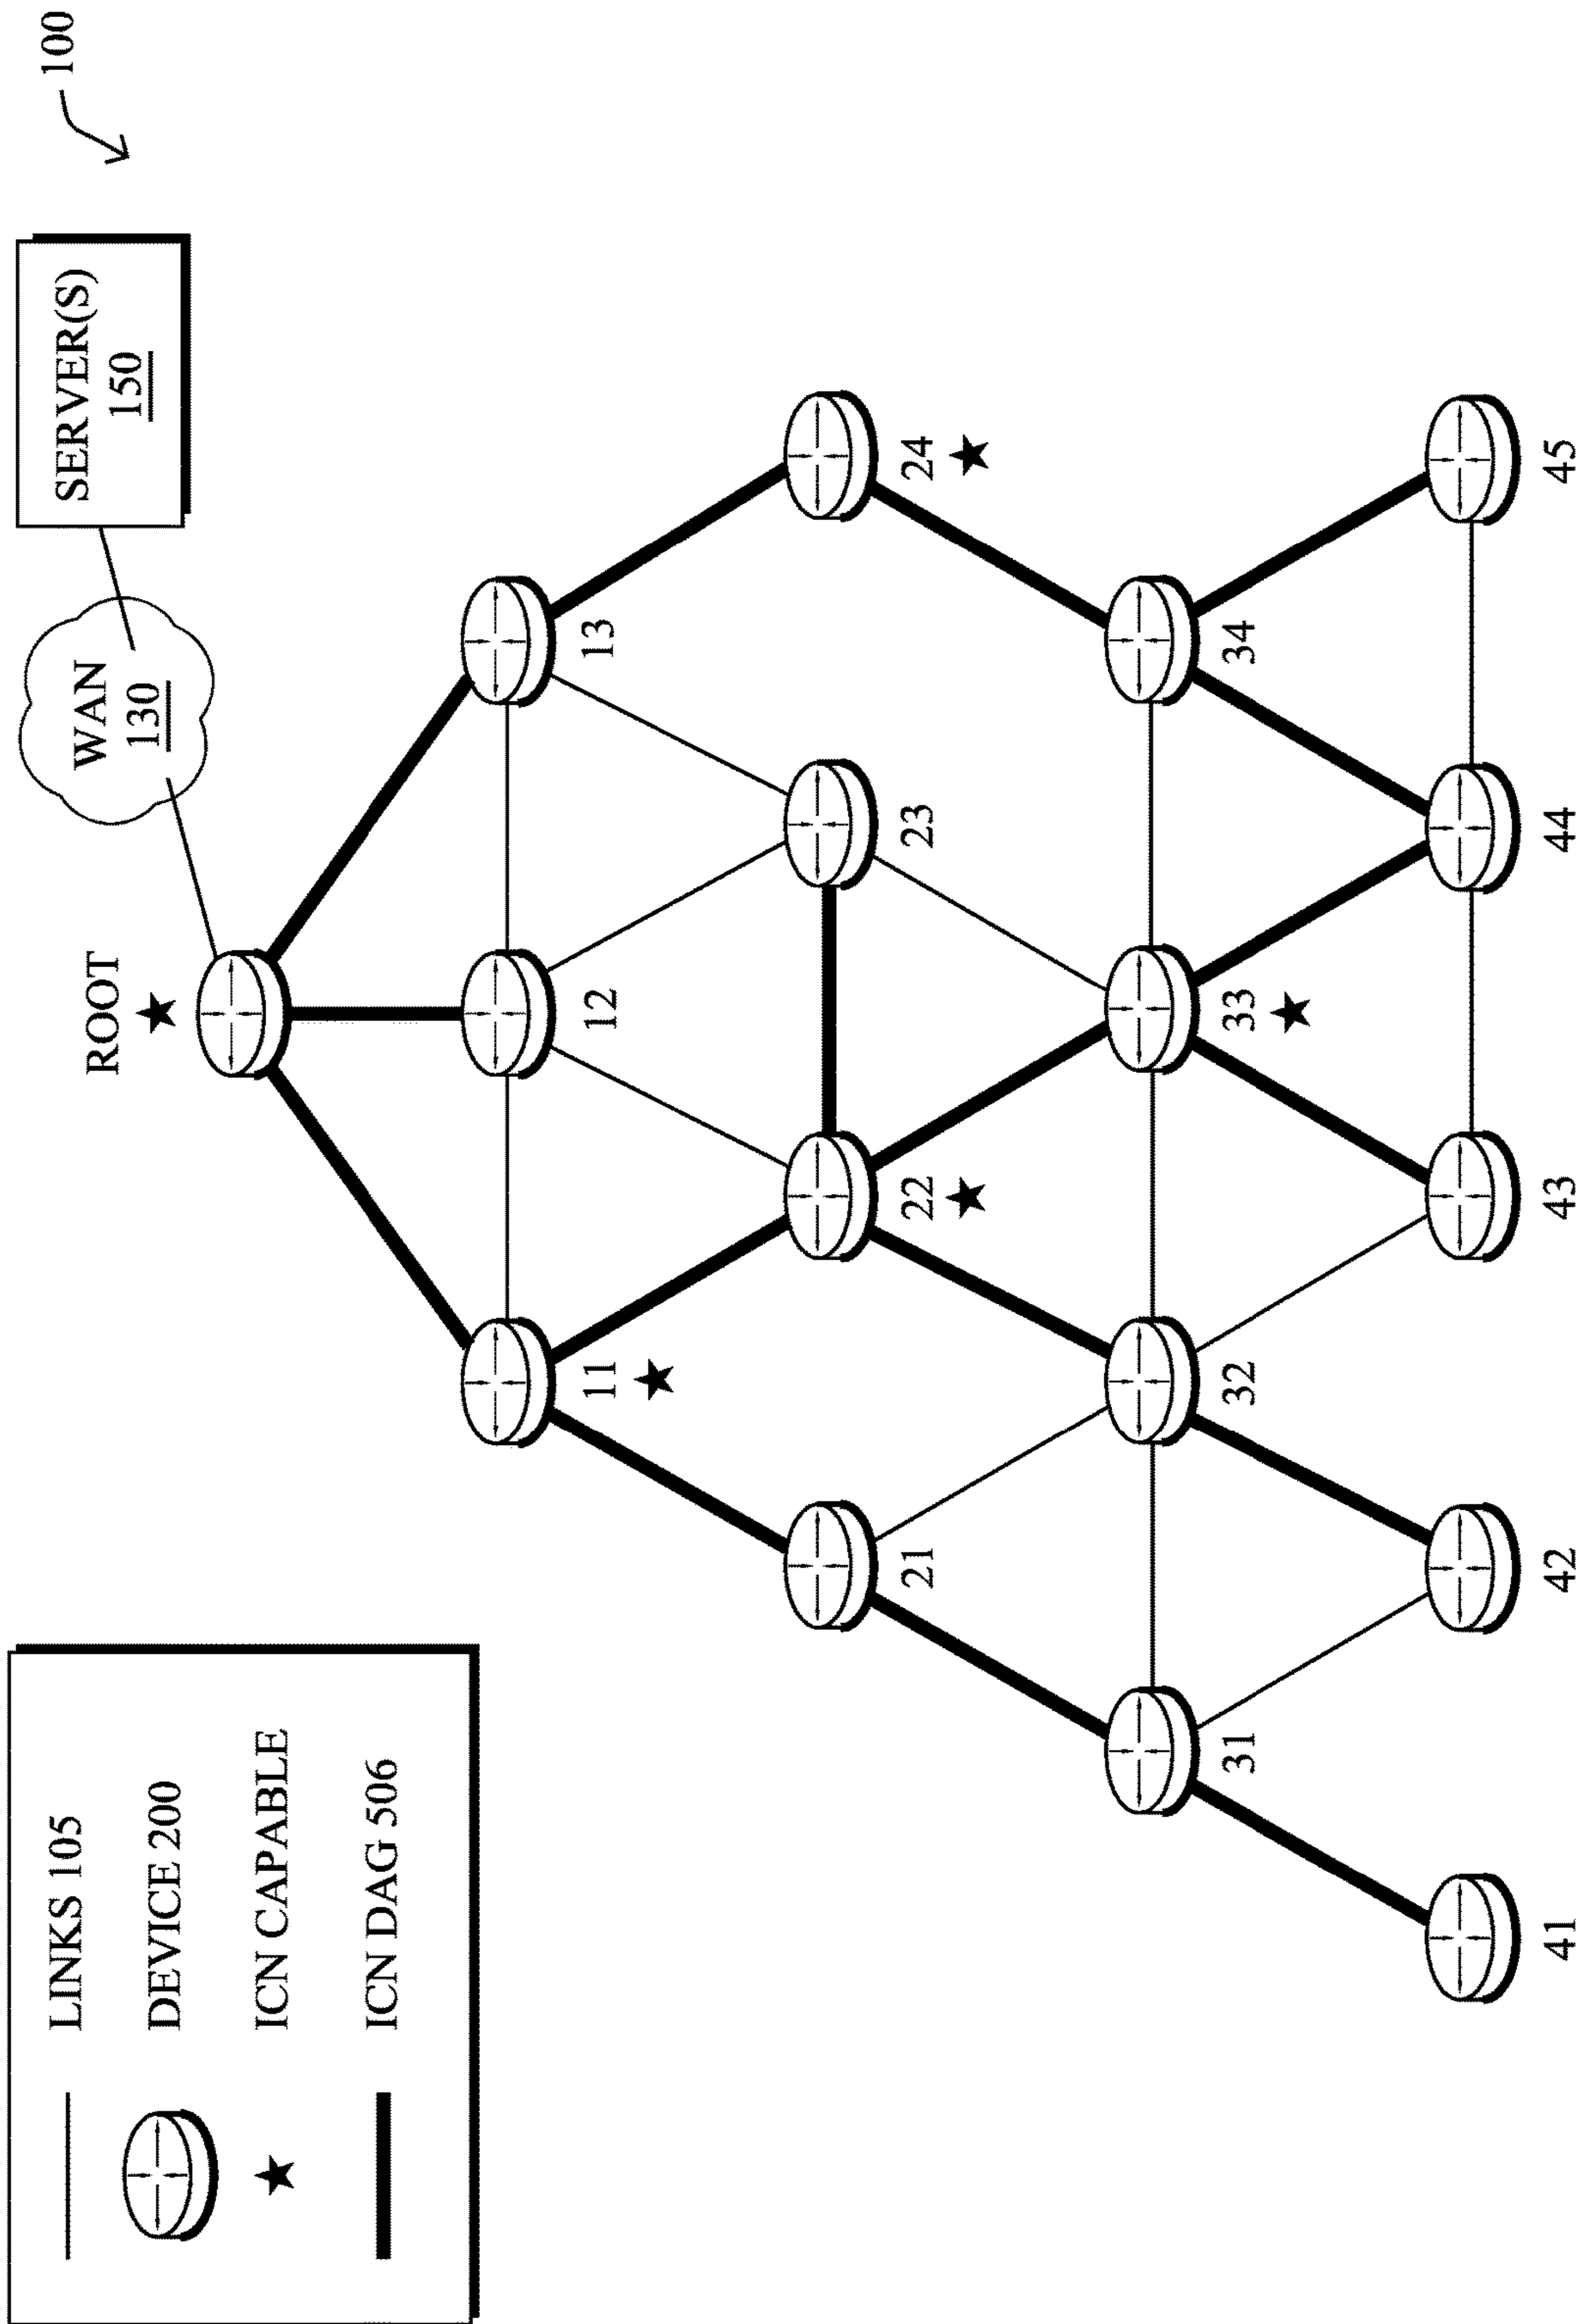 LINKS 105
DEVICE 200
ICN CAPABLE
ICN DAG 506
100
SERVER(S)
150
WAN
130
ROOT
11
12
13
21
22
23
24
31
32
33
34
41
42
43
44
45